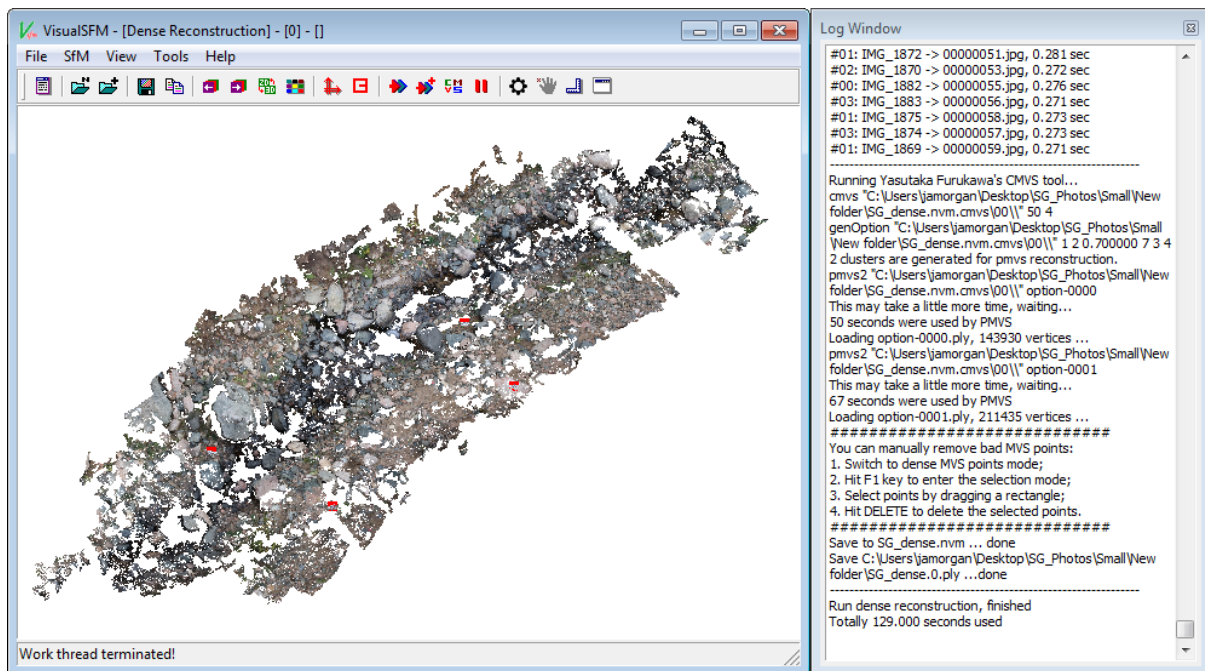 VisualSFM - [Dense Reconstruction] - [0] - []
File SfM View Tools Help
Work thread terminated!
Log Window
#01: IMG_1872 -> 00000051.jpg, 0.281 sec
#02: IMG_1870 -> 00000053.jpg, 0.272 sec
#00: IMG_1882 -> 00000055.jpg, 0.276 sec
#03: IMG_1883 -> 00000056.jpg, 0.271 sec
#01: IMG_1875 -> 00000058.jpg, 0.273 sec
#03: IMG_1874 -> 00000057.jpg, 0.273 sec
#01: IMG_1869 -> 00000059.jpg, 0.271 sec
----------------------------------------------------------------
Running Yasutaka Furukawa's CMVS tool...
cmvs "C:\Users\jamorgan\Desktop\SG_Photos\Small\New
folder\SG_dense.nvm.cmvs\00\\" 50 4
genOption "C:\Users\jamorgan\Desktop\SG_Photos\Small
\New folder\SG_dense.nvm.cmvs\00\\" 1 2 0.700000 7 3 4
2 clusters are generated for pmvs reconstruction.
pmvs2 "C:\Users\jamorgan\Desktop\SG_Photos\Small\New
folder\SG_dense.nvm.cmvs\00\\" option-0000
This may take a little more time, waiting...
50 seconds were used by PMVS
Loading option-0000.ply, 143930 vertices ...
pmvs2 "C:\Users\jamorgan\Desktop\SG_Photos\Small\New
folder\SG_dense.nvm.cmvs\00\\" option-0001
This may take a little more time, waiting...
67 seconds were used by PMVS
Loading option-0001.ply, 211435 vertices ...
#############################
You can manually remove bad MVS points:
1. Switch to dense MVS points mode;
2. Hit F1 key to enter the selection mode;
3. Select points by dragging a rectangle;
4. Hit DELETE to delete the selected points.
#############################
Save to SG_dense.nvm ... done
Save C:\Users\jamorgan\Desktop\SG_Photos\Small\New
folder\SG_dense.0.ply ...done
----------------------------------------------------------------
Run dense reconstruction, finished
Totally 129.000 seconds used